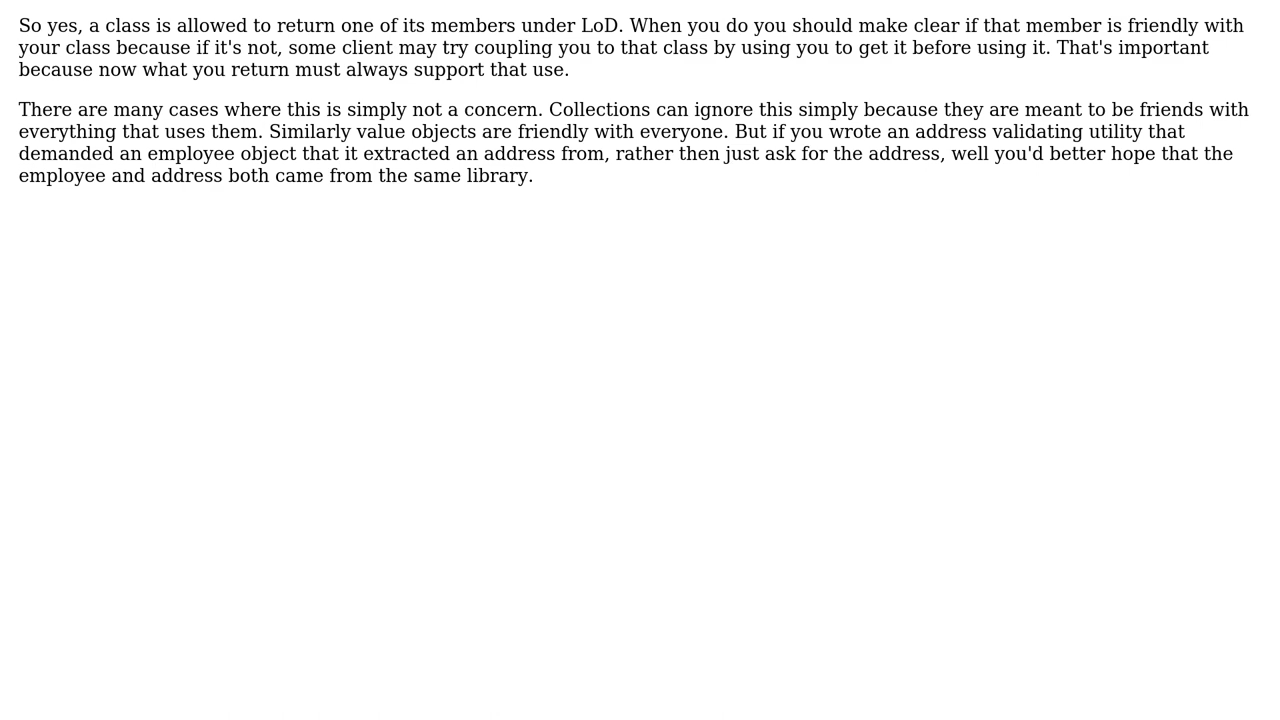 So yes, a class is allowed to return one of its members under LoD. When you do you should make clear if that member is friendly with
your class because if it's not, some client may try coupling you to that class by using you to get it before using it. That's important
because now what you return must always support that use.
There are many cases where this is simply not a concern. Collections can ignore this simply because they are meant to be friends with
everything that uses them. Similarly value objects are friendly with everyone. But if you wrote an address validating utility that
demanded an employee object that it extracted an address from, rather then just ask for the address, well you'd better hope that the
employee and address both came from the same library.